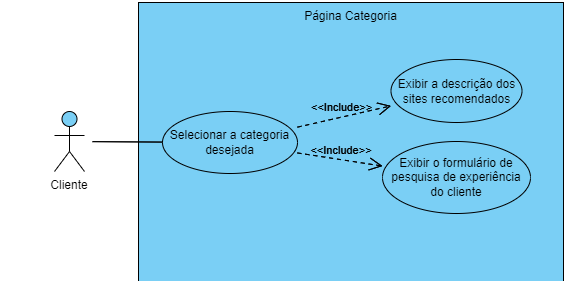 Página Categoria
Exibir a descrição dos
sites recomendados
<<Include>>
Selecionar a categoria
desejada
<<Include>>
Exibir o formulário de
pesquisa de experiência
do cliente
Cliente